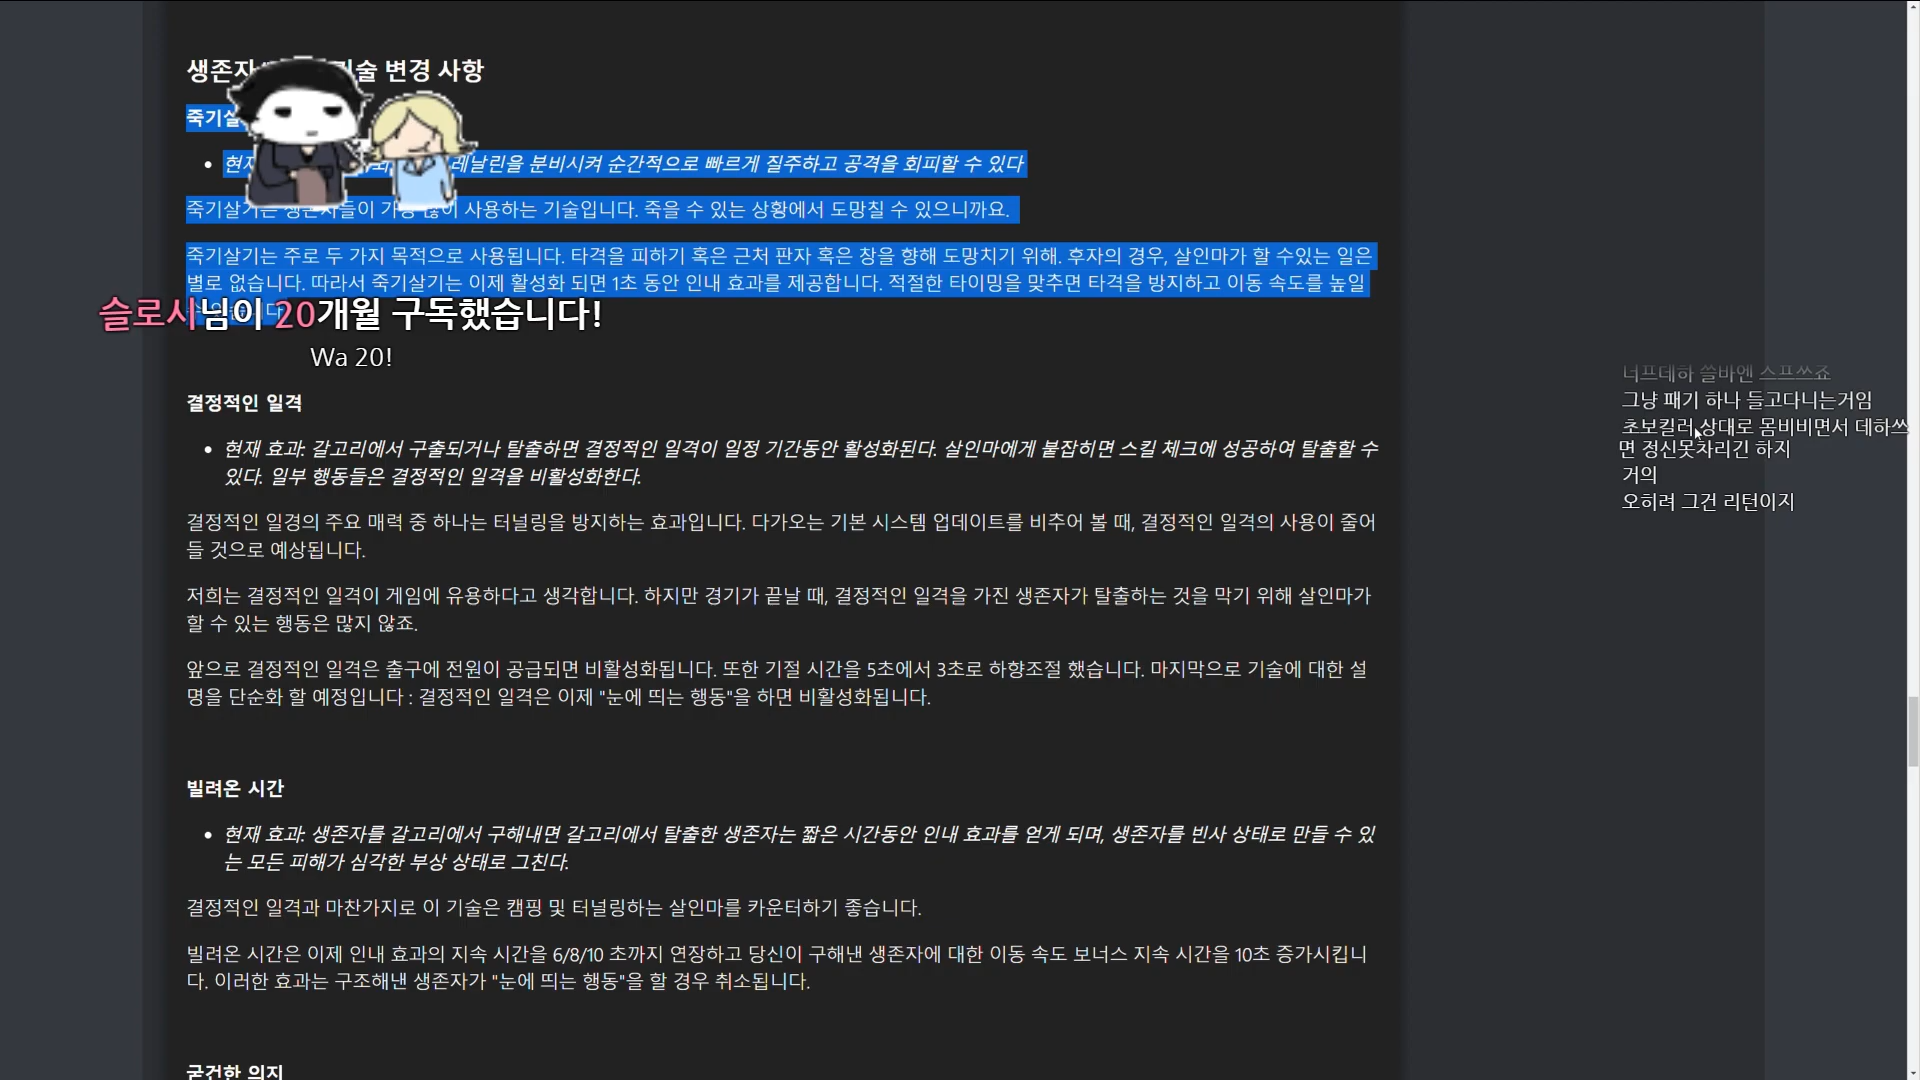 생존자 기술 변경 사항
죽기살
현재 레날린을 분비시켜 순간적으로 빠르게 질주하고 공격을 회피할 수 있다
죽기살기는 생존자들이 가장 많이 사용하는 기술입니다. 죽을 수 있는 상황에서 도망칠 수 있으니까요.
죽기살기는 주로 두 가지 목적으로 사용됩니다. 타격을 피하기 혹은 근처 판자 혹은 창을 향해 도망치기 위해. 후자의 경우, 살인마가 할 수있는 일은
별로 없습니다. 따라서 죽기살기는 이제 활성화 되면 1초 동안 인내 효과를 제공합니다. 적절한 타이밍을 맞추면 타격을 방지하고 이동 속도를 높일
슬로사님이 20개월 구독했습니다!
Wa 20!
결정적인 일격
현재 효과: 갈고리에서 구출되거나 탈출하면 결정적인 일격이 일정 기간동안 활성화된다. 살인마에게 붙잡히면 스킬 체크에 성공하여 탈출할 수
있다. 일부 행동들은 결정적인 일격을 비활성화한다.
결정적인 일경의 주요 매력 중 하나는 터널링을 방지하는 효과입니다. 다가오는 기본 시스템 업데이트를 비추어 볼 때, 결정적인 일격의 사용이 줄어
들 것으로 예상됩니다.
저희는 결정적인 일격이 게임에 유용하다고 생각합니다. 하지만 경기가 끝날 때, 결정적인 일격을 가진 생존자가 탈출하는 것을 막기 위해 살인마가
할 수 있는 행동은 많지 않죠.
앞으로 결정적인 일격은 출구에 전원이 공급되면 비활성화됩니다. 또한 기절 시간을 5초에서 3초로 하향조절 했습니다. 마지막으로 기술에 대한 설
명을 단순화 할 예정입니다 : 결정적인 일격은 이제 "눈에 띄는 행동"을 하면 비활성화됩니다.
빌려온 시간
현재 효과: 생존자를 갈고리에서 구해내면 갈고리에서 탈출한 생존자는 짧은 시간동안 인내 효과를 얻게 되며, 생존자를 빈사 상태로 만들 수 있
는 모든 피해가 심각한 부상 상태로 그친다.
결정적인 일격과 마찬가지로 이 기술은 캠핑 및 터널링하는 살인마를 카운터하기 좋습니다.
빌려온 시간은 이제 인내 효과의 지속 시간을 6/8/10 초까지 연장하고 당신이 구해낸 생존자에 대한 이동 속도 보너스 지속 시간을 10초 증가시킵니
다. 이러한 효과는 구조해낸 생존자가 "눈에 띄는 행동"을 할 경우 취소됩니다.
굳건한 의지
너프데하 쓸바엔 스프쓰죠
그냥 패기 하나 들고다니는거임
초보킬러 상대로 몸비비면서 데하쓰
면 정신못차리긴 하지
거의
오히려 그건 리턴이지